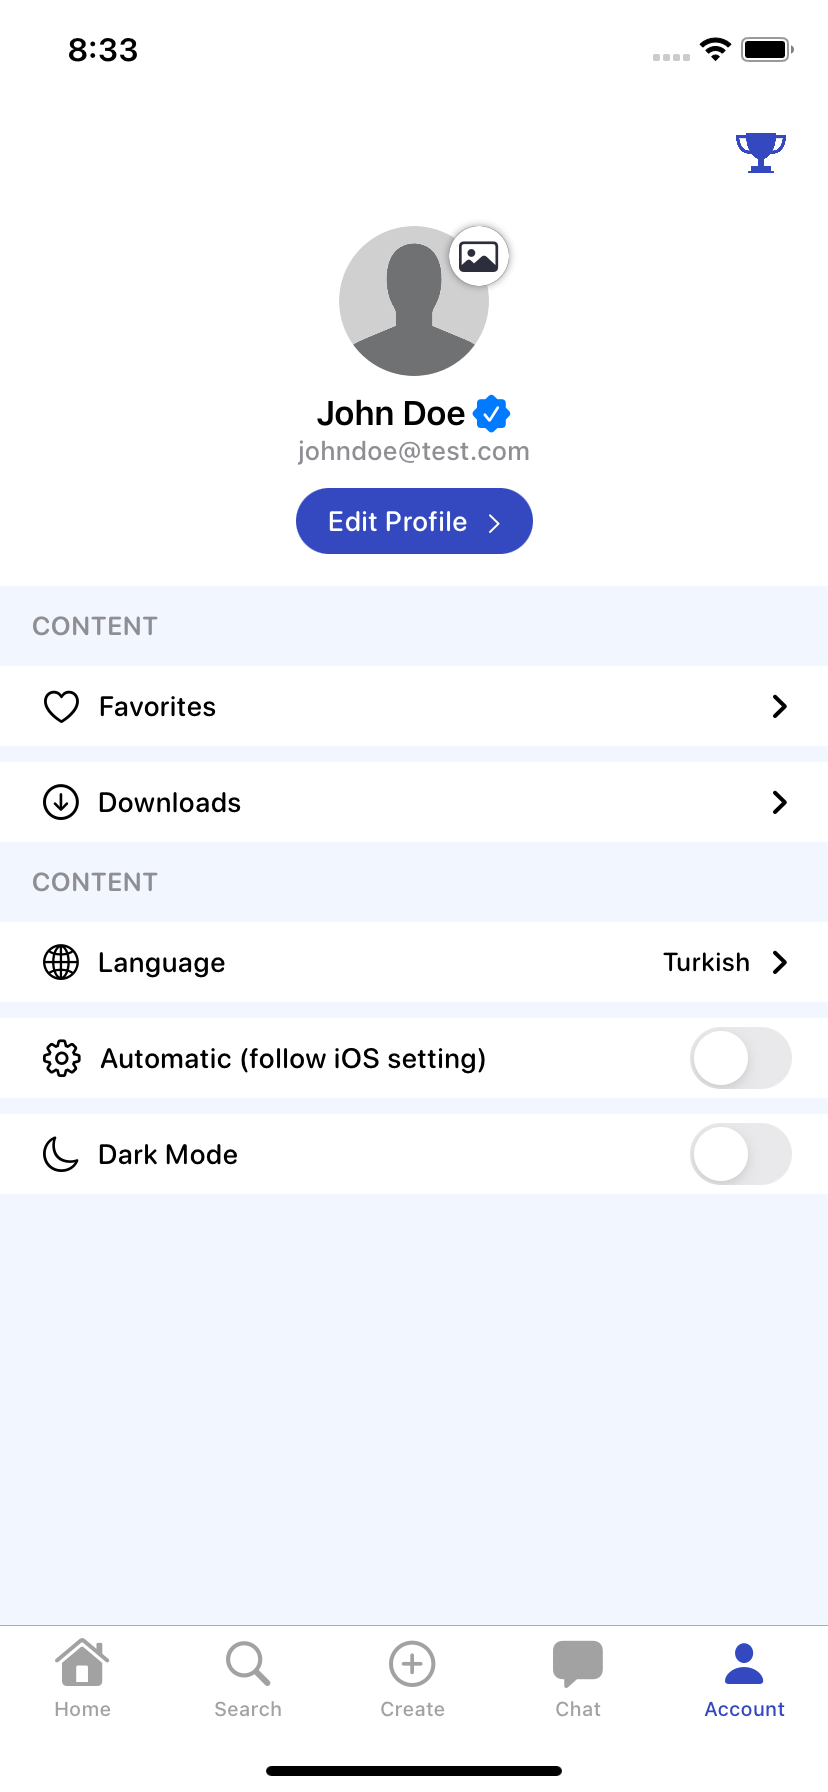 8:33
John Doe
johndoe@test.com
Edit Profile
CONTENT
Favorites
Downloads
CONTENT
Language Turkish
Automatic (follow iOS setting)
Dark Mode
Home Search Create Chat Account